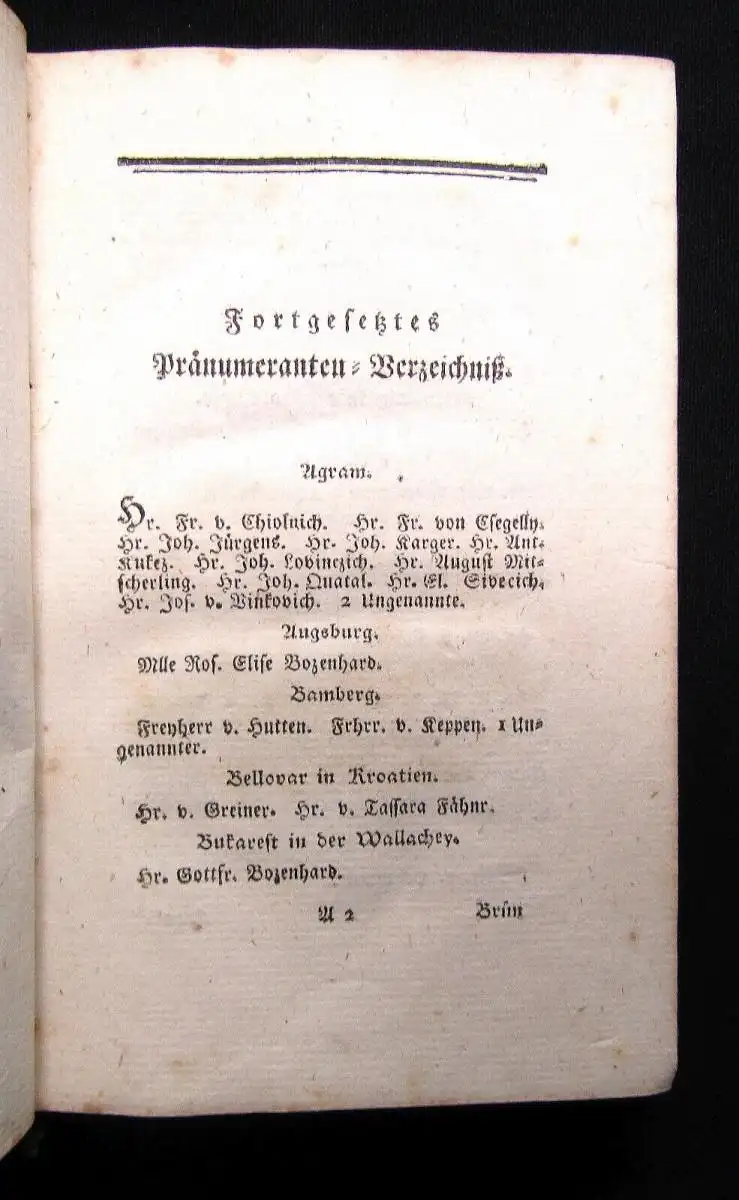 Fortgesetztes
Pränumeranten-Verzeichniß.
Agram.
Hr. Fr. v. Chiolnich. Hr. Fr. von Csegelly.
Hr. Joh. Jürgens. Hr. Joh. Karger. Hr. Ant.
Kukez. Hr. Joh. Lovinczich. Hr. August Mit-
scherling. Hr. Joh. Quatal. Hr. El. Sivecich.
Hr. Jos. v. Vinkovich. 2 Ungenannte.
Augsburg.
Mlle Ros. Elise Bozenhard.
Bamberg.
Freyherr v. Hutten. Frhrr. v. Keppen. 1 Un-
genannter.
Bellovar in Kroatien.
Hr. v. Greiner. Hr. v. Tassara Fähnr.
Bukarest in der Wallachey.
Hr. Gottfr. Bozenhard.
A 2 Brün